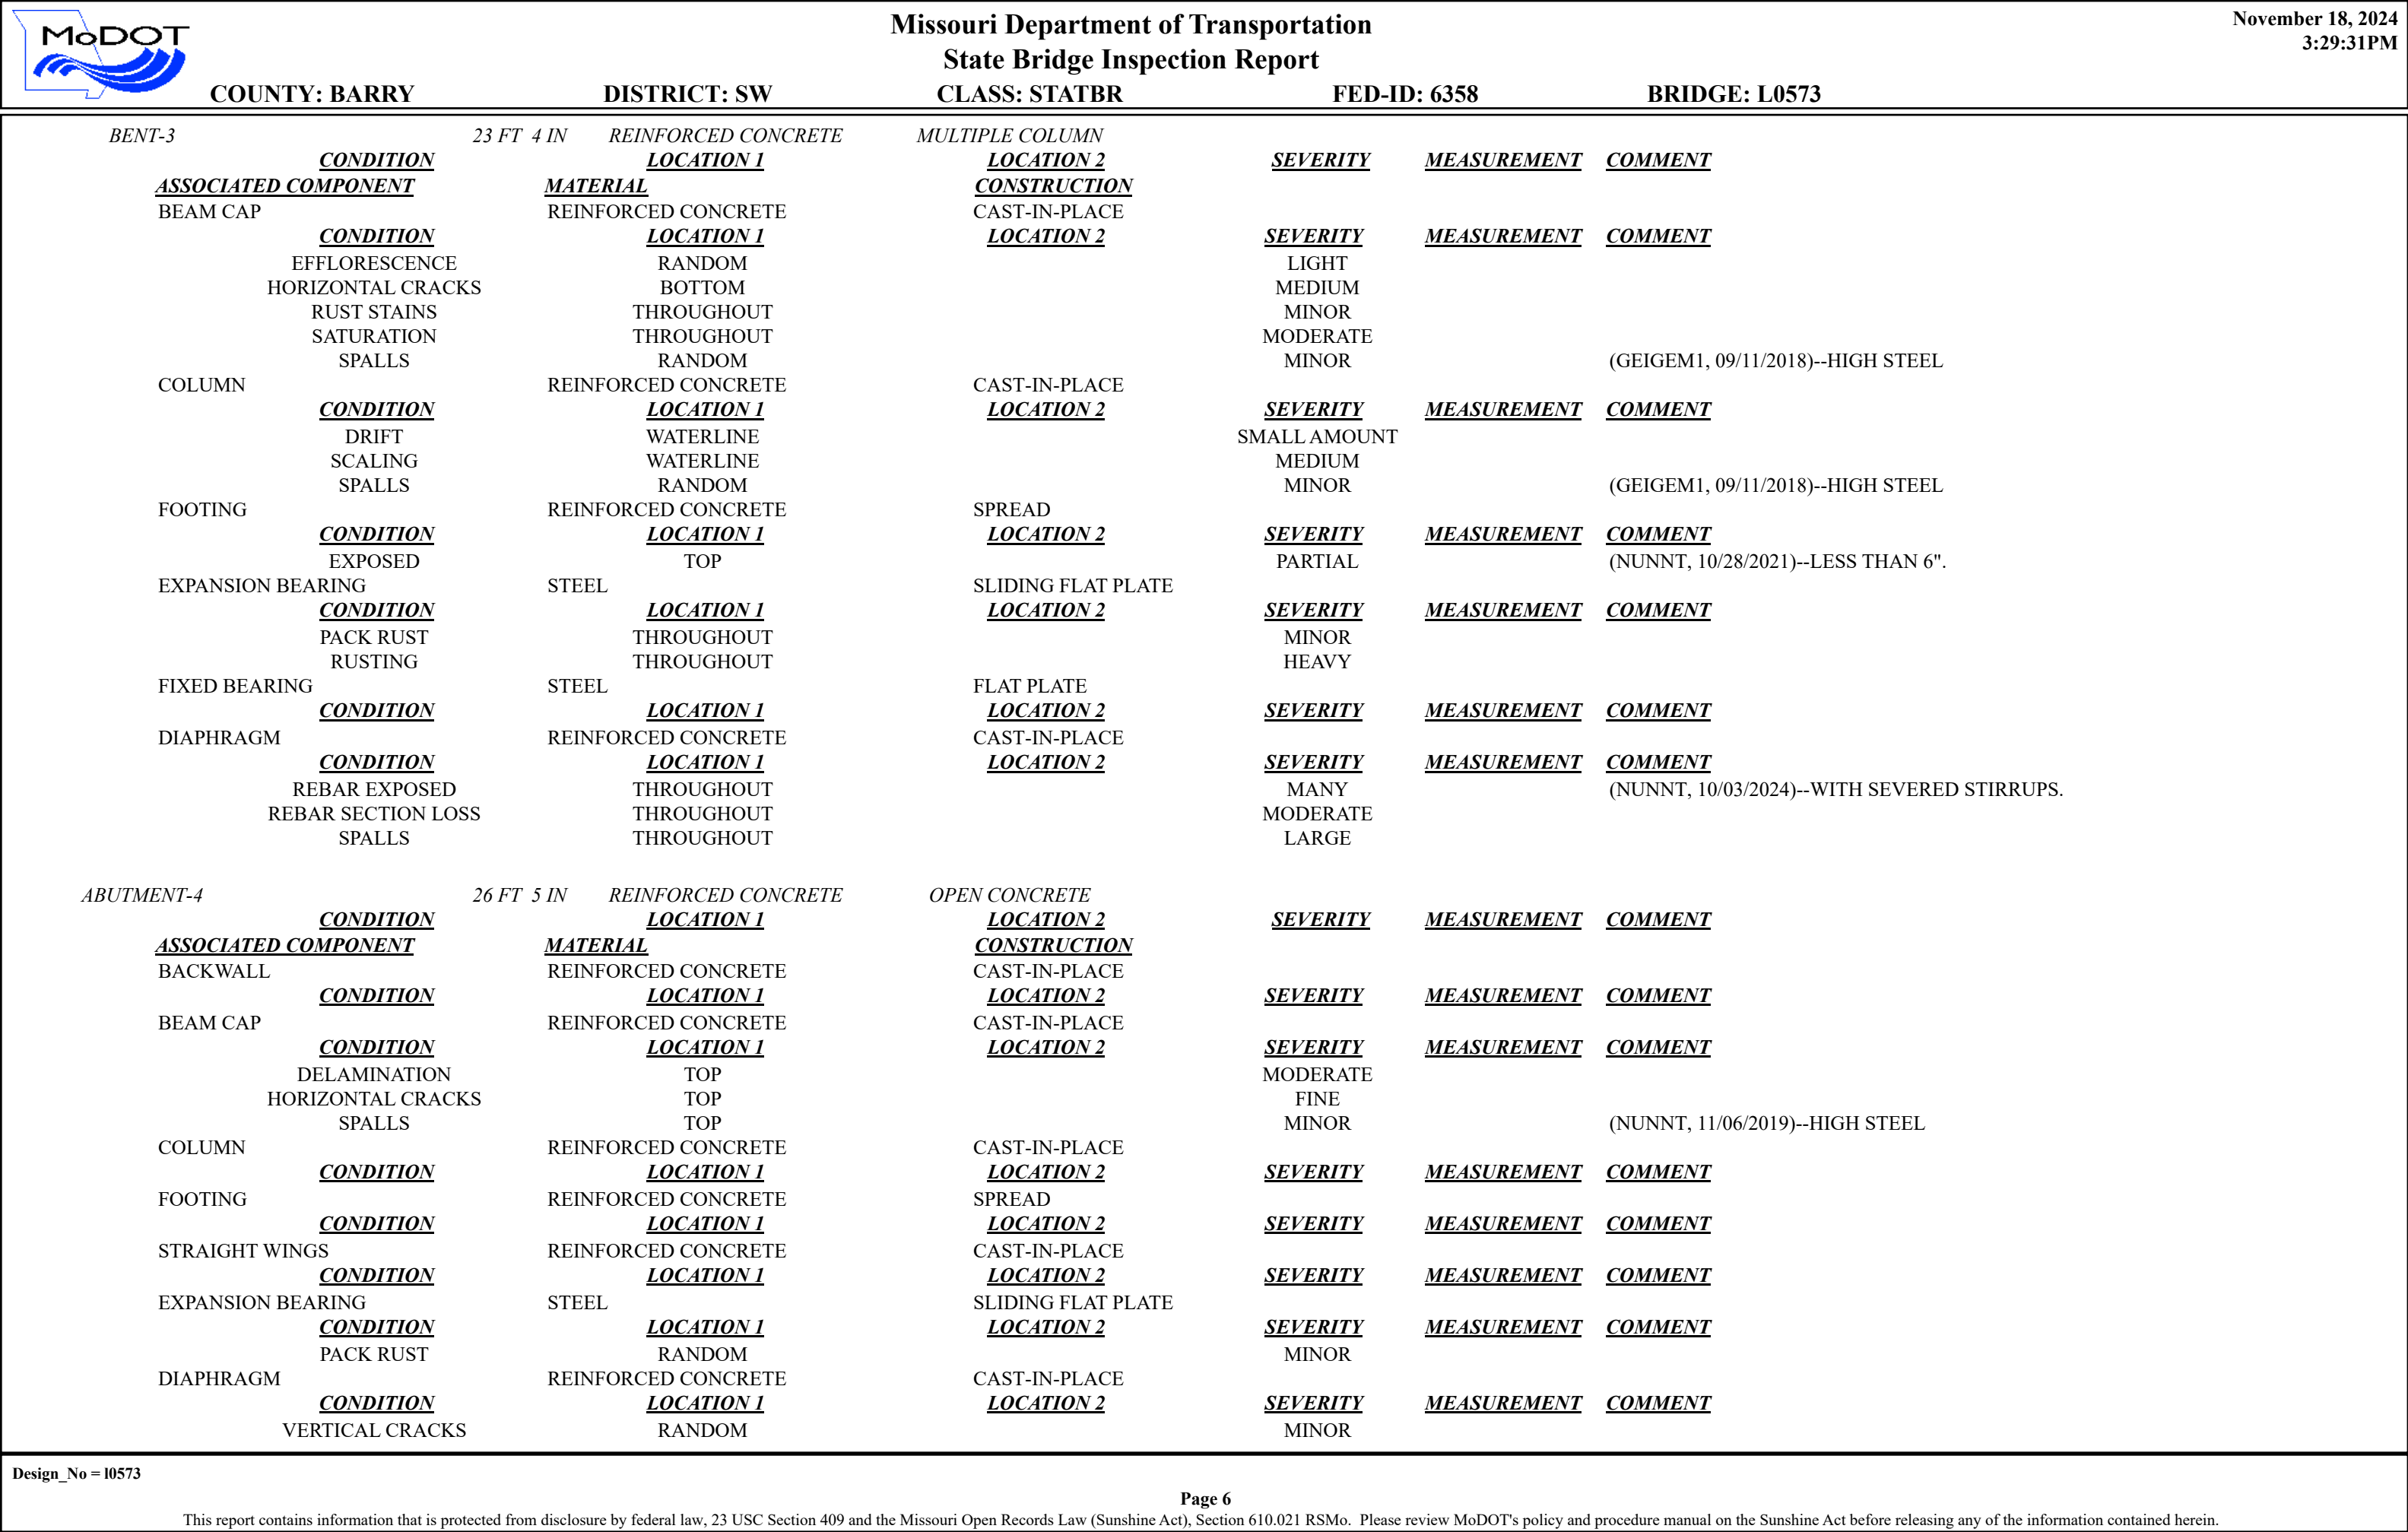 MoDOT
Missouri Department of Transportation
State Bridge Inspection Report
November 18, 2024
3:29:31PM
COUNTY: BARRY DISTRICT: SW CLASS: STATBR FED-ID: 6358 BRIDGE: L0573
BENT-3 23 FT 4 IN REINFORCED CONCRETE MULTIPLE COLUMN
CONDITION LOCATION 1 LOCATION 2 SEVERITY MEASUREMENT COMMENT
ASSOCIATED COMPONENT MATERIAL CONSTRUCTION
BEAM CAP REINFORCED CONCRETE CAST-IN-PLACE
CONDITION LOCATION 1 LOCATION 2 SEVERITY MEASUREMENT COMMENT
EFFLORESCENCE RANDOM LIGHT
HORIZONTAL CRACKS BOTTOM MEDIUM
RUST STAINS THROUGHOUT MINOR
SATURATION THROUGHOUT MODERATE
SPALLS RANDOM MINOR (GEIGEM1, 09/11/2018)--HIGH STEEL
COLUMN REINFORCED CONCRETE CAST-IN-PLACE
CONDITION LOCATION 1 LOCATION 2 SEVERITY MEASUREMENT COMMENT
DRIFT WATERLINE SMALL AMOUNT
SCALING WATERLINE MEDIUM
SPALLS RANDOM MINOR (GEIGEM1, 09/11/2018)--HIGH STEEL
FOOTING REINFORCED CONCRETE SPREAD
CONDITION LOCATION 1 LOCATION 2 SEVERITY MEASUREMENT COMMENT
EXPOSED TOP PARTIAL (NUNNT, 10/28/2021)--LESS THAN 6".
EXPANSION BEARING STEEL SLIDING FLAT PLATE
CONDITION LOCATION 1 LOCATION 2 SEVERITY MEASUREMENT COMMENT
PACK RUST THROUGHOUT MINOR
RUSTING THROUGHOUT HEAVY
FIXED BEARING STEEL FLAT PLATE
CONDITION LOCATION 1 LOCATION 2 SEVERITY MEASUREMENT COMMENT
DIAPHRAGM REINFORCED CONCRETE CAST-IN-PLACE
CONDITION LOCATION 1 LOCATION 2 SEVERITY MEASUREMENT COMMENT
REBAR EXPOSED THROUGHOUT MANY (NUNNT, 10/03/2024)--WITH SEVERED STIRRUPS.
REBAR SECTION LOSS THROUGHOUT MODERATE
SPALLS THROUGHOUT LARGE
ABUTMENT-4 26 FT 5 IN REINFORCED CONCRETE OPEN CONCRETE
CONDITION LOCATION 1 LOCATION 2 SEVERITY MEASUREMENT COMMENT
ASSOCIATED COMPONENT MATERIAL CONSTRUCTION
BACKWALL REINFORCED CONCRETE CAST-IN-PLACE
CONDITION LOCATION 1 LOCATION 2 SEVERITY MEASUREMENT COMMENT
BEAM CAP REINFORCED CONCRETE CAST-IN-PLACE
CONDITION LOCATION 1 LOCATION 2 SEVERITY MEASUREMENT COMMENT
DELAMINATION TOP MODERATE
HORIZONTAL CRACKS TOP FINE
SPALLS TOP MINOR (NUNNT, 11/06/2019)--HIGH STEEL
COLUMN REINFORCED CONCRETE CAST-IN-PLACE
CONDITION LOCATION 1 LOCATION 2 SEVERITY MEASUREMENT COMMENT
FOOTING REINFORCED CONCRETE SPREAD
CONDITION LOCATION 1 LOCATION 2 SEVERITY MEASUREMENT COMMENT
STRAIGHT WINGS REINFORCED CONCRETE CAST-IN-PLACE
CONDITION LOCATION 1 LOCATION 2 SEVERITY MEASUREMENT COMMENT
EXPANSION BEARING STEEL SLIDING FLAT PLATE
CONDITION LOCATION 1 LOCATION 2 SEVERITY MEASUREMENT COMMENT
PACK RUST RANDOM MINOR
DIAPHRAGM REINFORCED CONCRETE CAST-IN-PLACE
CONDITION LOCATION 1 LOCATION 2 SEVERITY MEASUREMENT COMMENT
VERTICAL CRACKS RANDOM MINOR
Design_No = l0573
Page 6
This report contains information that is protected from disclosure by federal law, 23 USC Section 409 and the Missouri Open Records Law (Sunshine Act), Section 610.021 RSMo. Please review MoDOT's policy and procedure manual on the Sunshine Act before releasing any of the information contained herein.